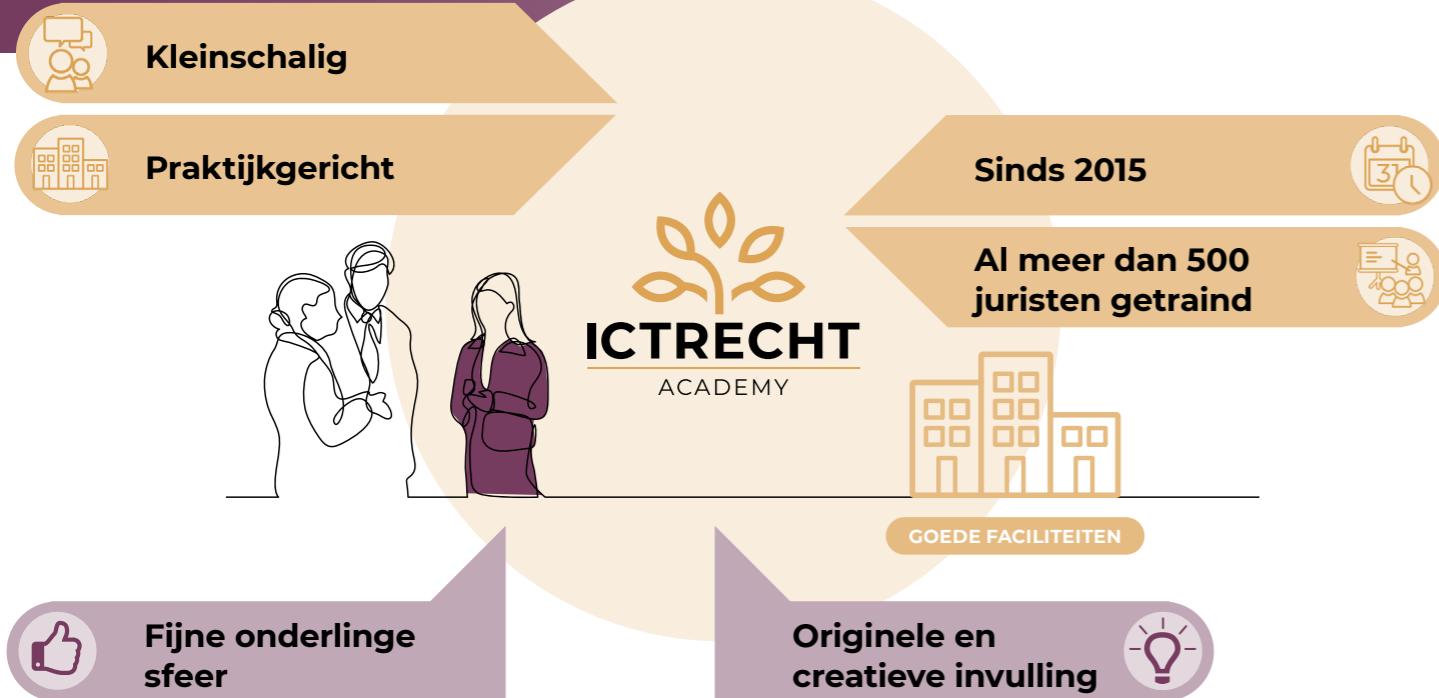 Kleinschalig
Praktijkgericht
Sinds 2015
31
Al meer dan 500
juristen getraind
ICTRECHT
ACADEMY
GOEDE FACILITEITEN
Fijne onderlinge
sfeer
Originele en
creatieve invulling